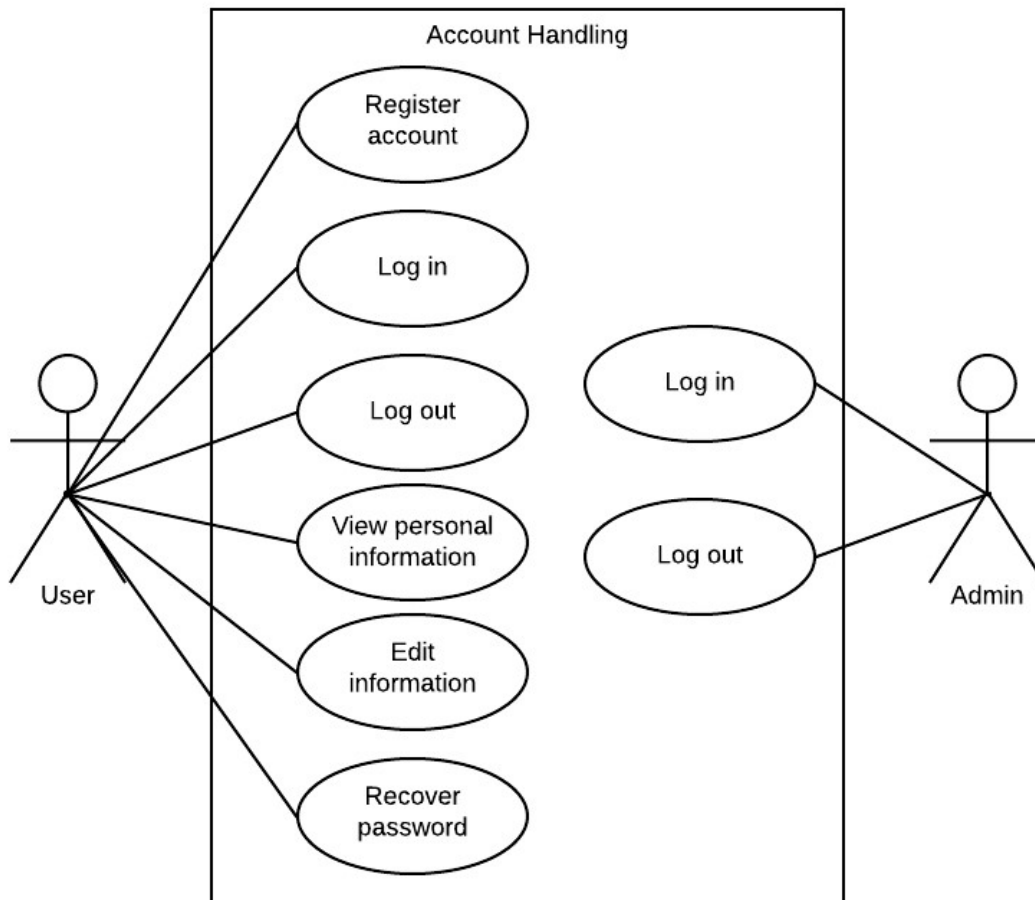 Account Handling
Register
account
Log in
Log out
View personal
information
Edit
information
Recover
password
Log in
Log out
User
Admin